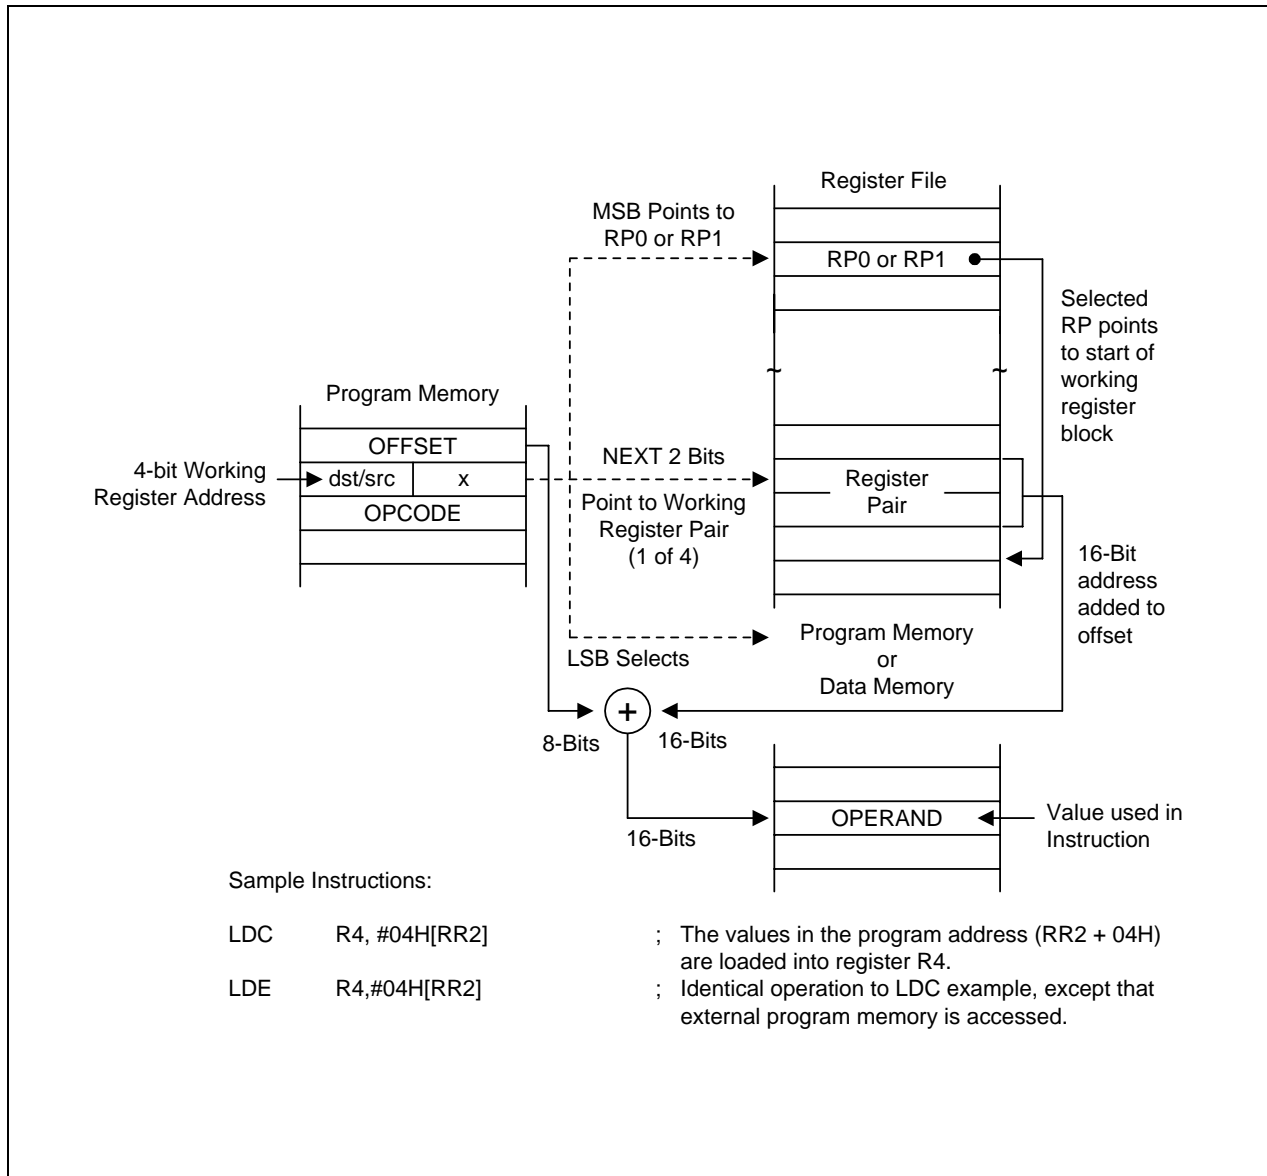 Register File
MSB Points to
RP0 or RP1
RP0 or RP1
Selected
RP points
to start of
working
register
block
~
~
Program Memory
OFFSET
4-bit Working
Register Address
dst/src
x
OPCODE
NEXT 2 Bits
Point to Working
Register Pair
(1 of 4)
Register
Pair
16-Bit
address
added to
offset
LSB Selects
Program Memory
or
Data Memory
+
8-Bits
16-Bits
16-Bits
OPERAND
Value used in
Instruction
Sample Instructions:
LDC R4, #04H[RR2] ; The values in the program address (RR2 + 04H)
are loaded into register R4.
LDE R4,#04H[RR2] ; Identical operation to LDC example, except that
external program memory is accessed.